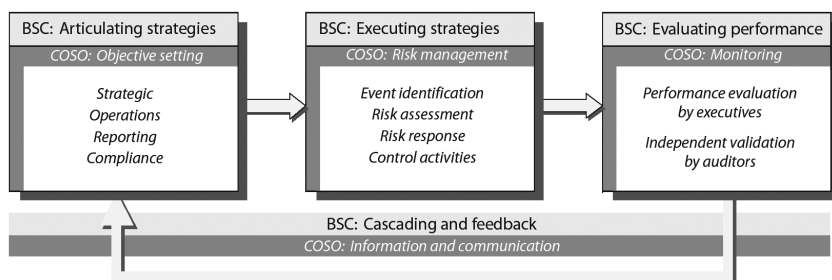 BSC: Articulating strategies
COSO: Objective setting
Strategic
Operations
Reporting
Compliance
BSC: Executing strategies
COSO: Risk management
Event identification
Risk assessment
Risk response
Control activities
BSC: Evaluating performance
COSO: Monitoring
Performance evaluation
by executives
Independent validation
by auditors
BSC: Cascading and feedback
COSO: Information and communication